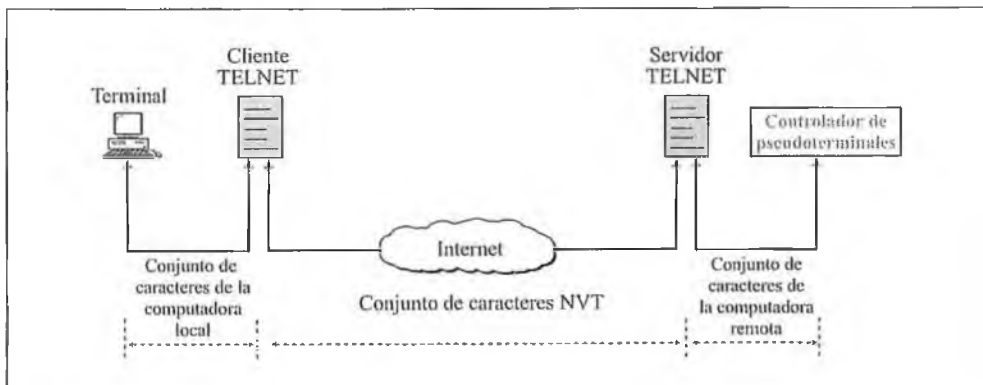 Cliente
TELNET
Servidor
TELNET
Terminal
Controlador de
pseudoterminales
Internet
Conjunto de
caracteres de la
computadora
local
Conjunto de caracteres NVT
Conjunto de
caracteres de
la computadora
remota